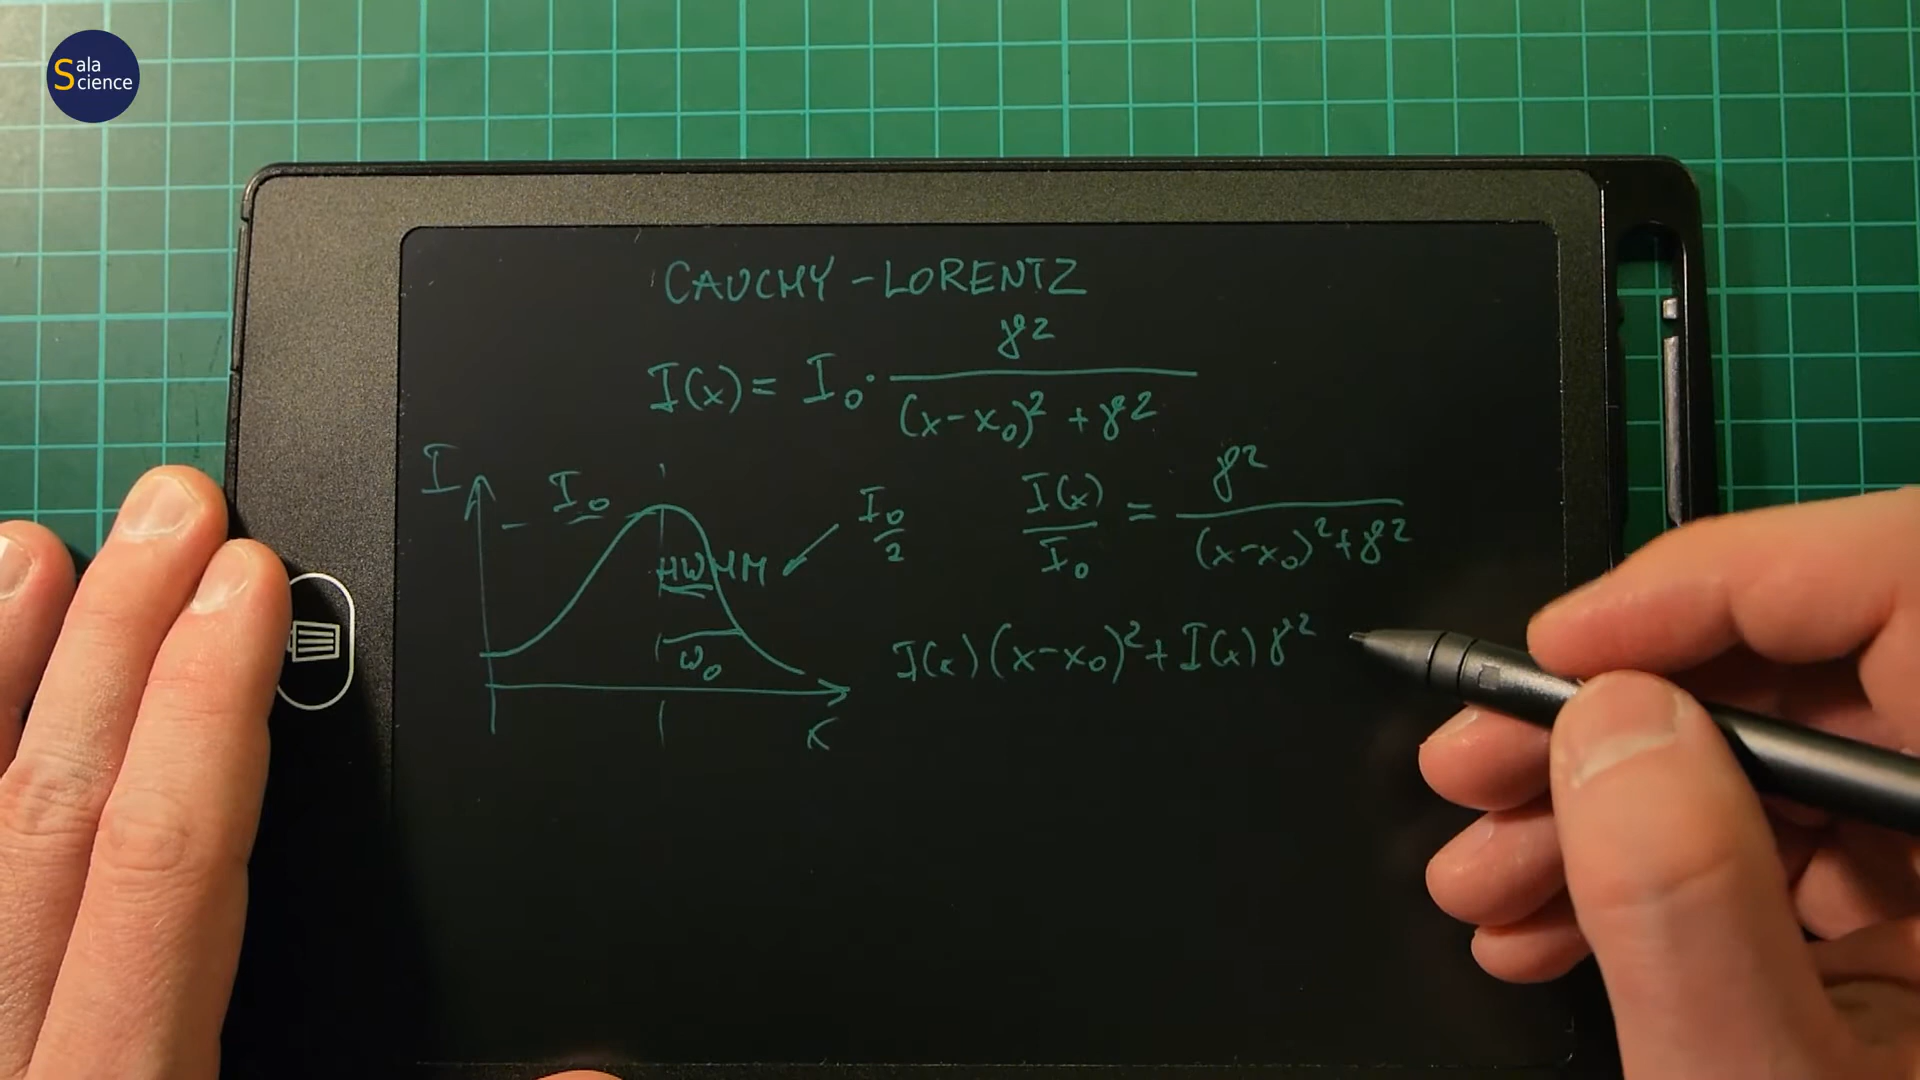 Sala
Science
CAUCHY - LORENTZ
I(x) = I₀ · γ² / ((x-x₀)² + γ²)
I
I₀
HWHM
I₀/2
I(x)/I₀ = γ² / ((x-x₀)² + γ²)
ω₀
I(x)(x-x₀)² + I(x)γ²
x